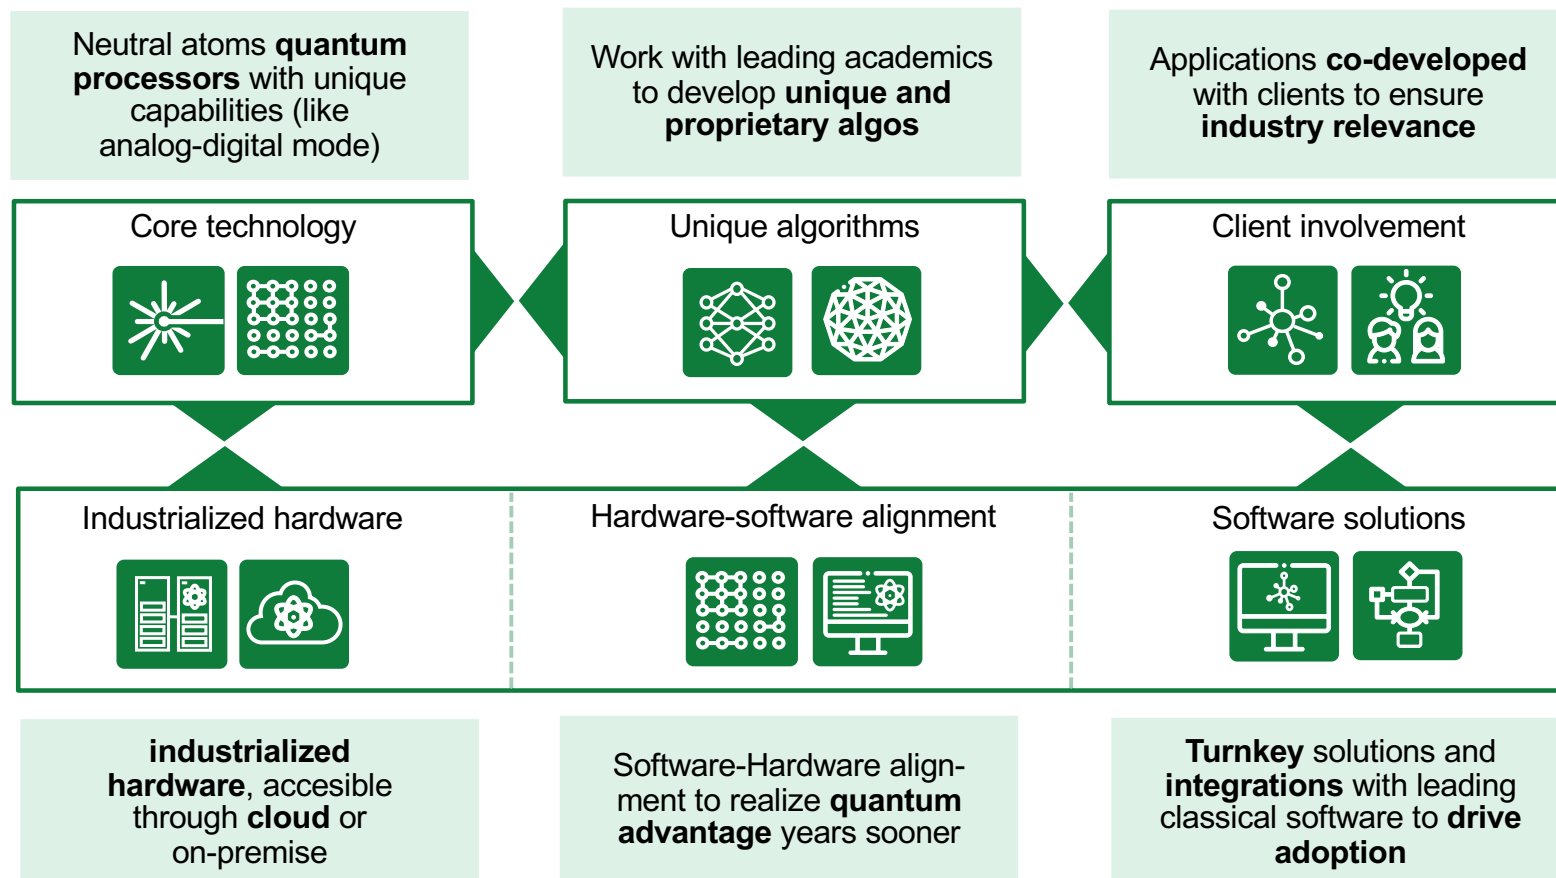 Neutral atoms quantum
processors with unique
capabilities (like
analog-digital mode)
Work with leading academics
to develop unique and
proprietary algos
Applications co-developed
with clients to ensure
industry relevance
Core technology
Unique algorithms
Client involvement
Industrialized hardware
Hardware-software alignment
Software solutions
industrialized
hardware, accesible
through cloud or
on-premise
Software-Hardware align-
ment to realize quantum
advantage years sooner
Turnkey solutions and
integrations with leading
classical software to drive
adoption